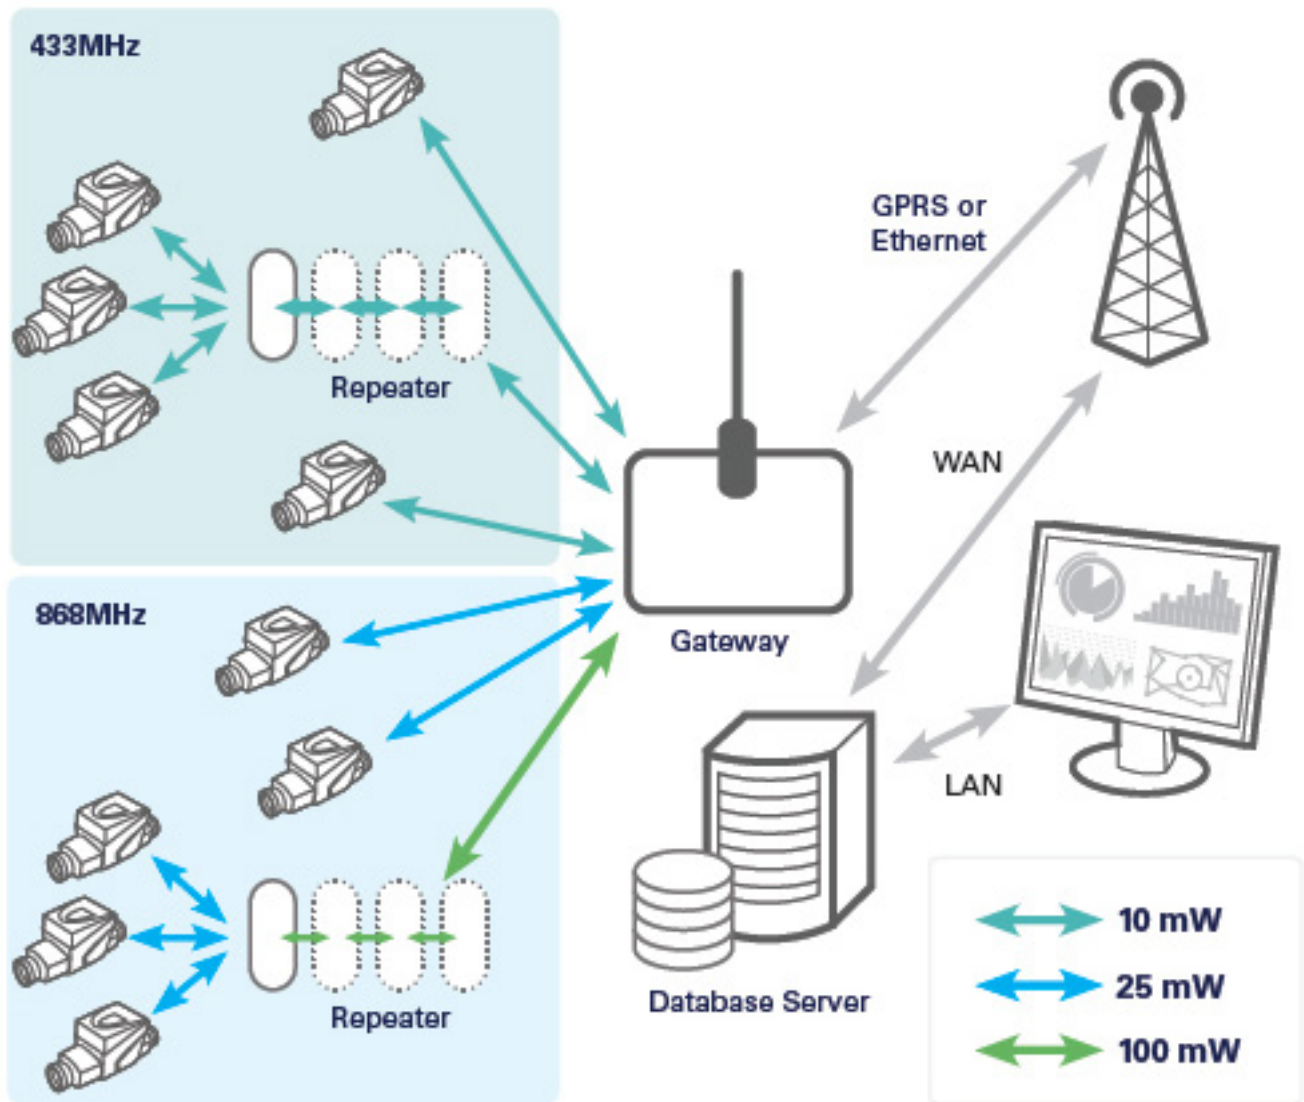 433MHz
Repeater
GPRS or
Ethernet
WAN
Gateway
868MHz
Repeater
LAN
Database Server
10 mW
25 mW
100 mW